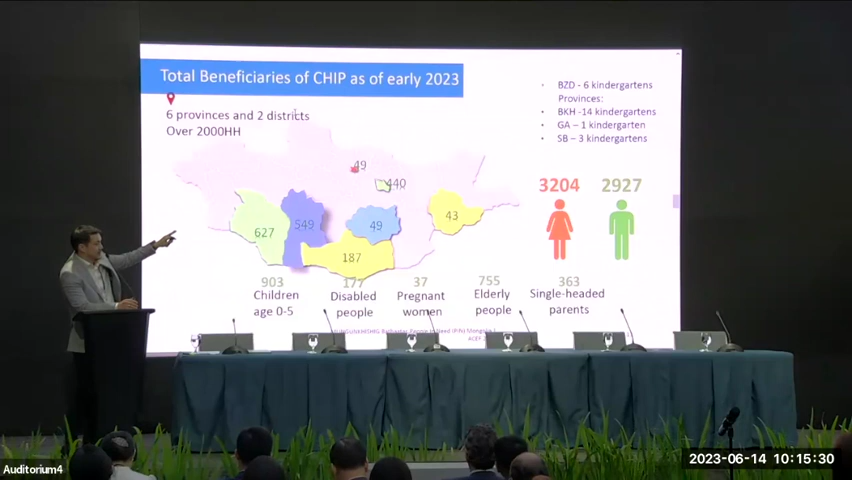 Total Beneficiaries of CHIP as of early 2023
6 provinces and 2 districts
Over 2000HH
BZD - 6 kindergartens
Provinces:
BKH -14 kindergartens
GA – 1 kindergarten
SB – 3 kindergartens
49
440
627
549
49
43
187
3204
2927
903
Children
age 0-5
177
Disabled
people
37
Pregnant
women
755
Elderly
people
363
Single-headed
parents
Auditorium4
2023-06-14 10:15:30